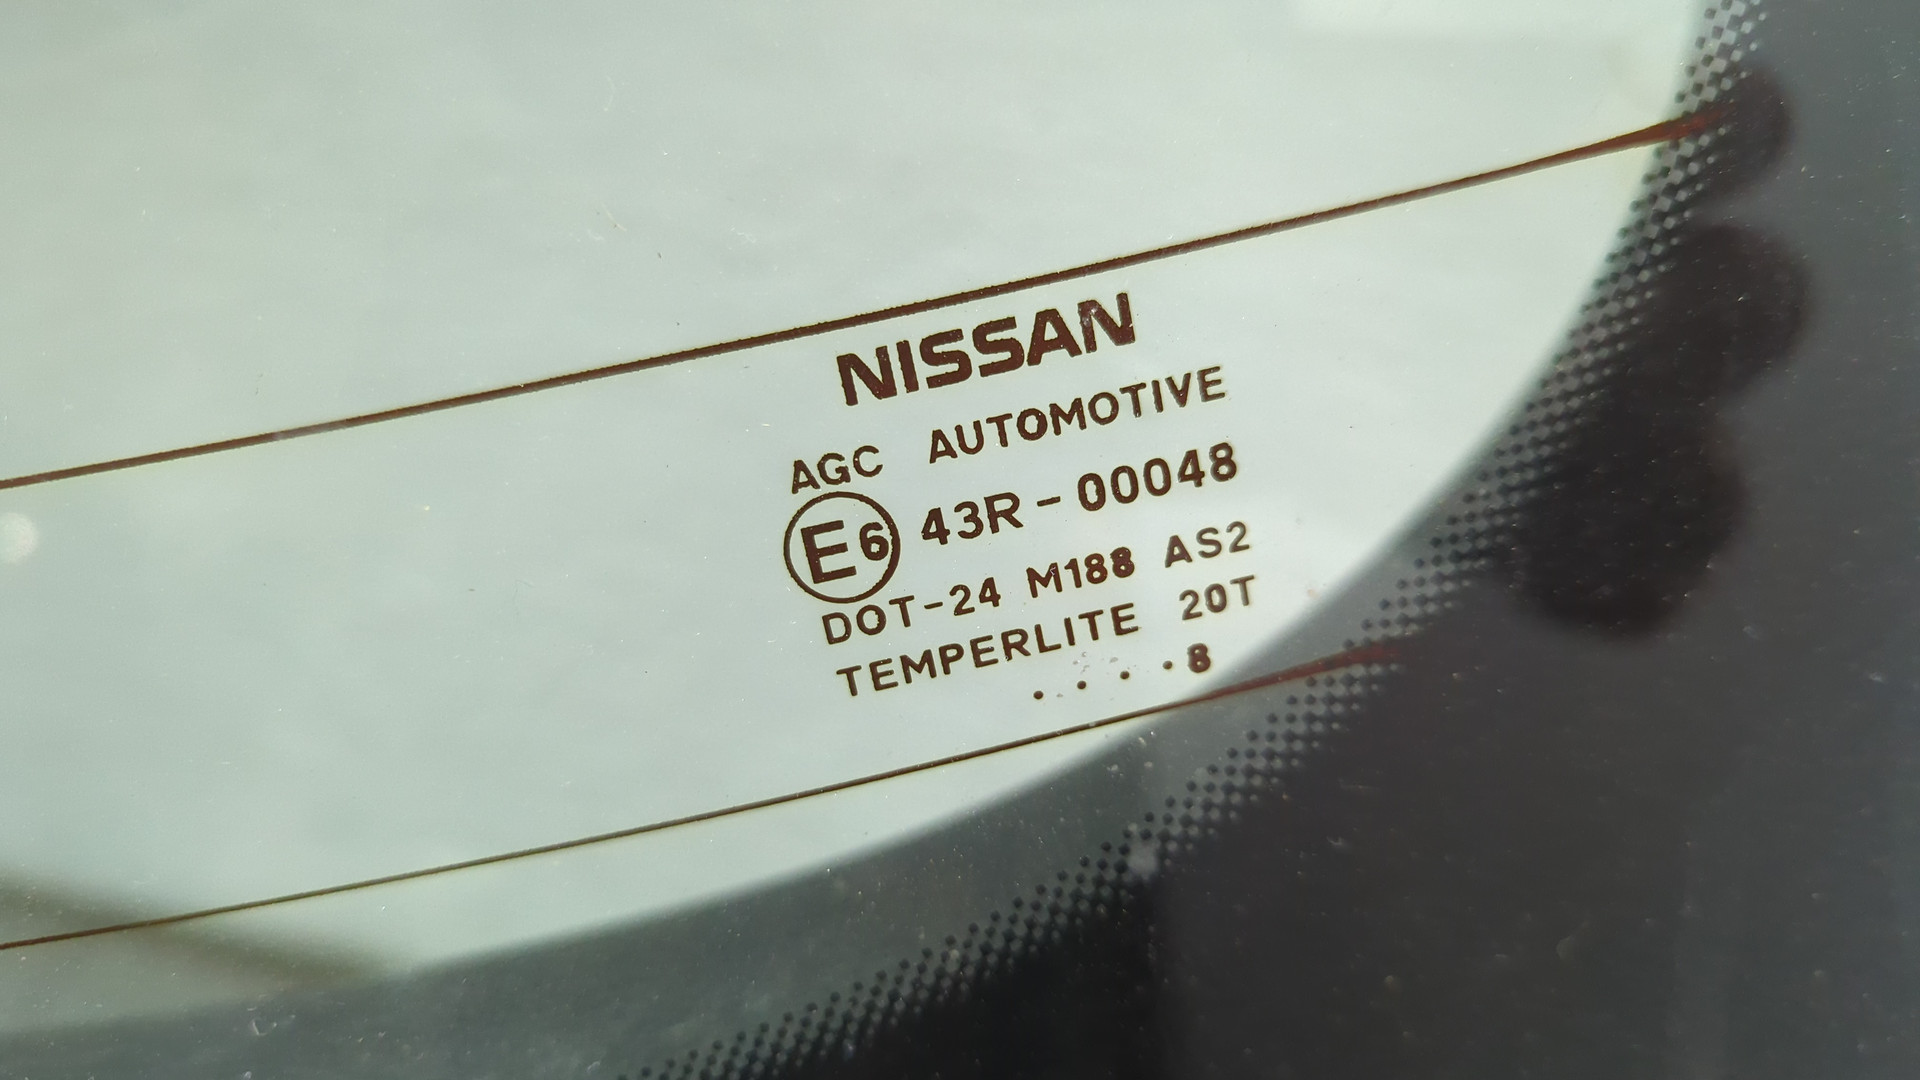 NISSAN
AGC AUTOMOTIVE
E6 43R-00048
DOT-24 M188 AS2
TEMPERLITE 20T
....8